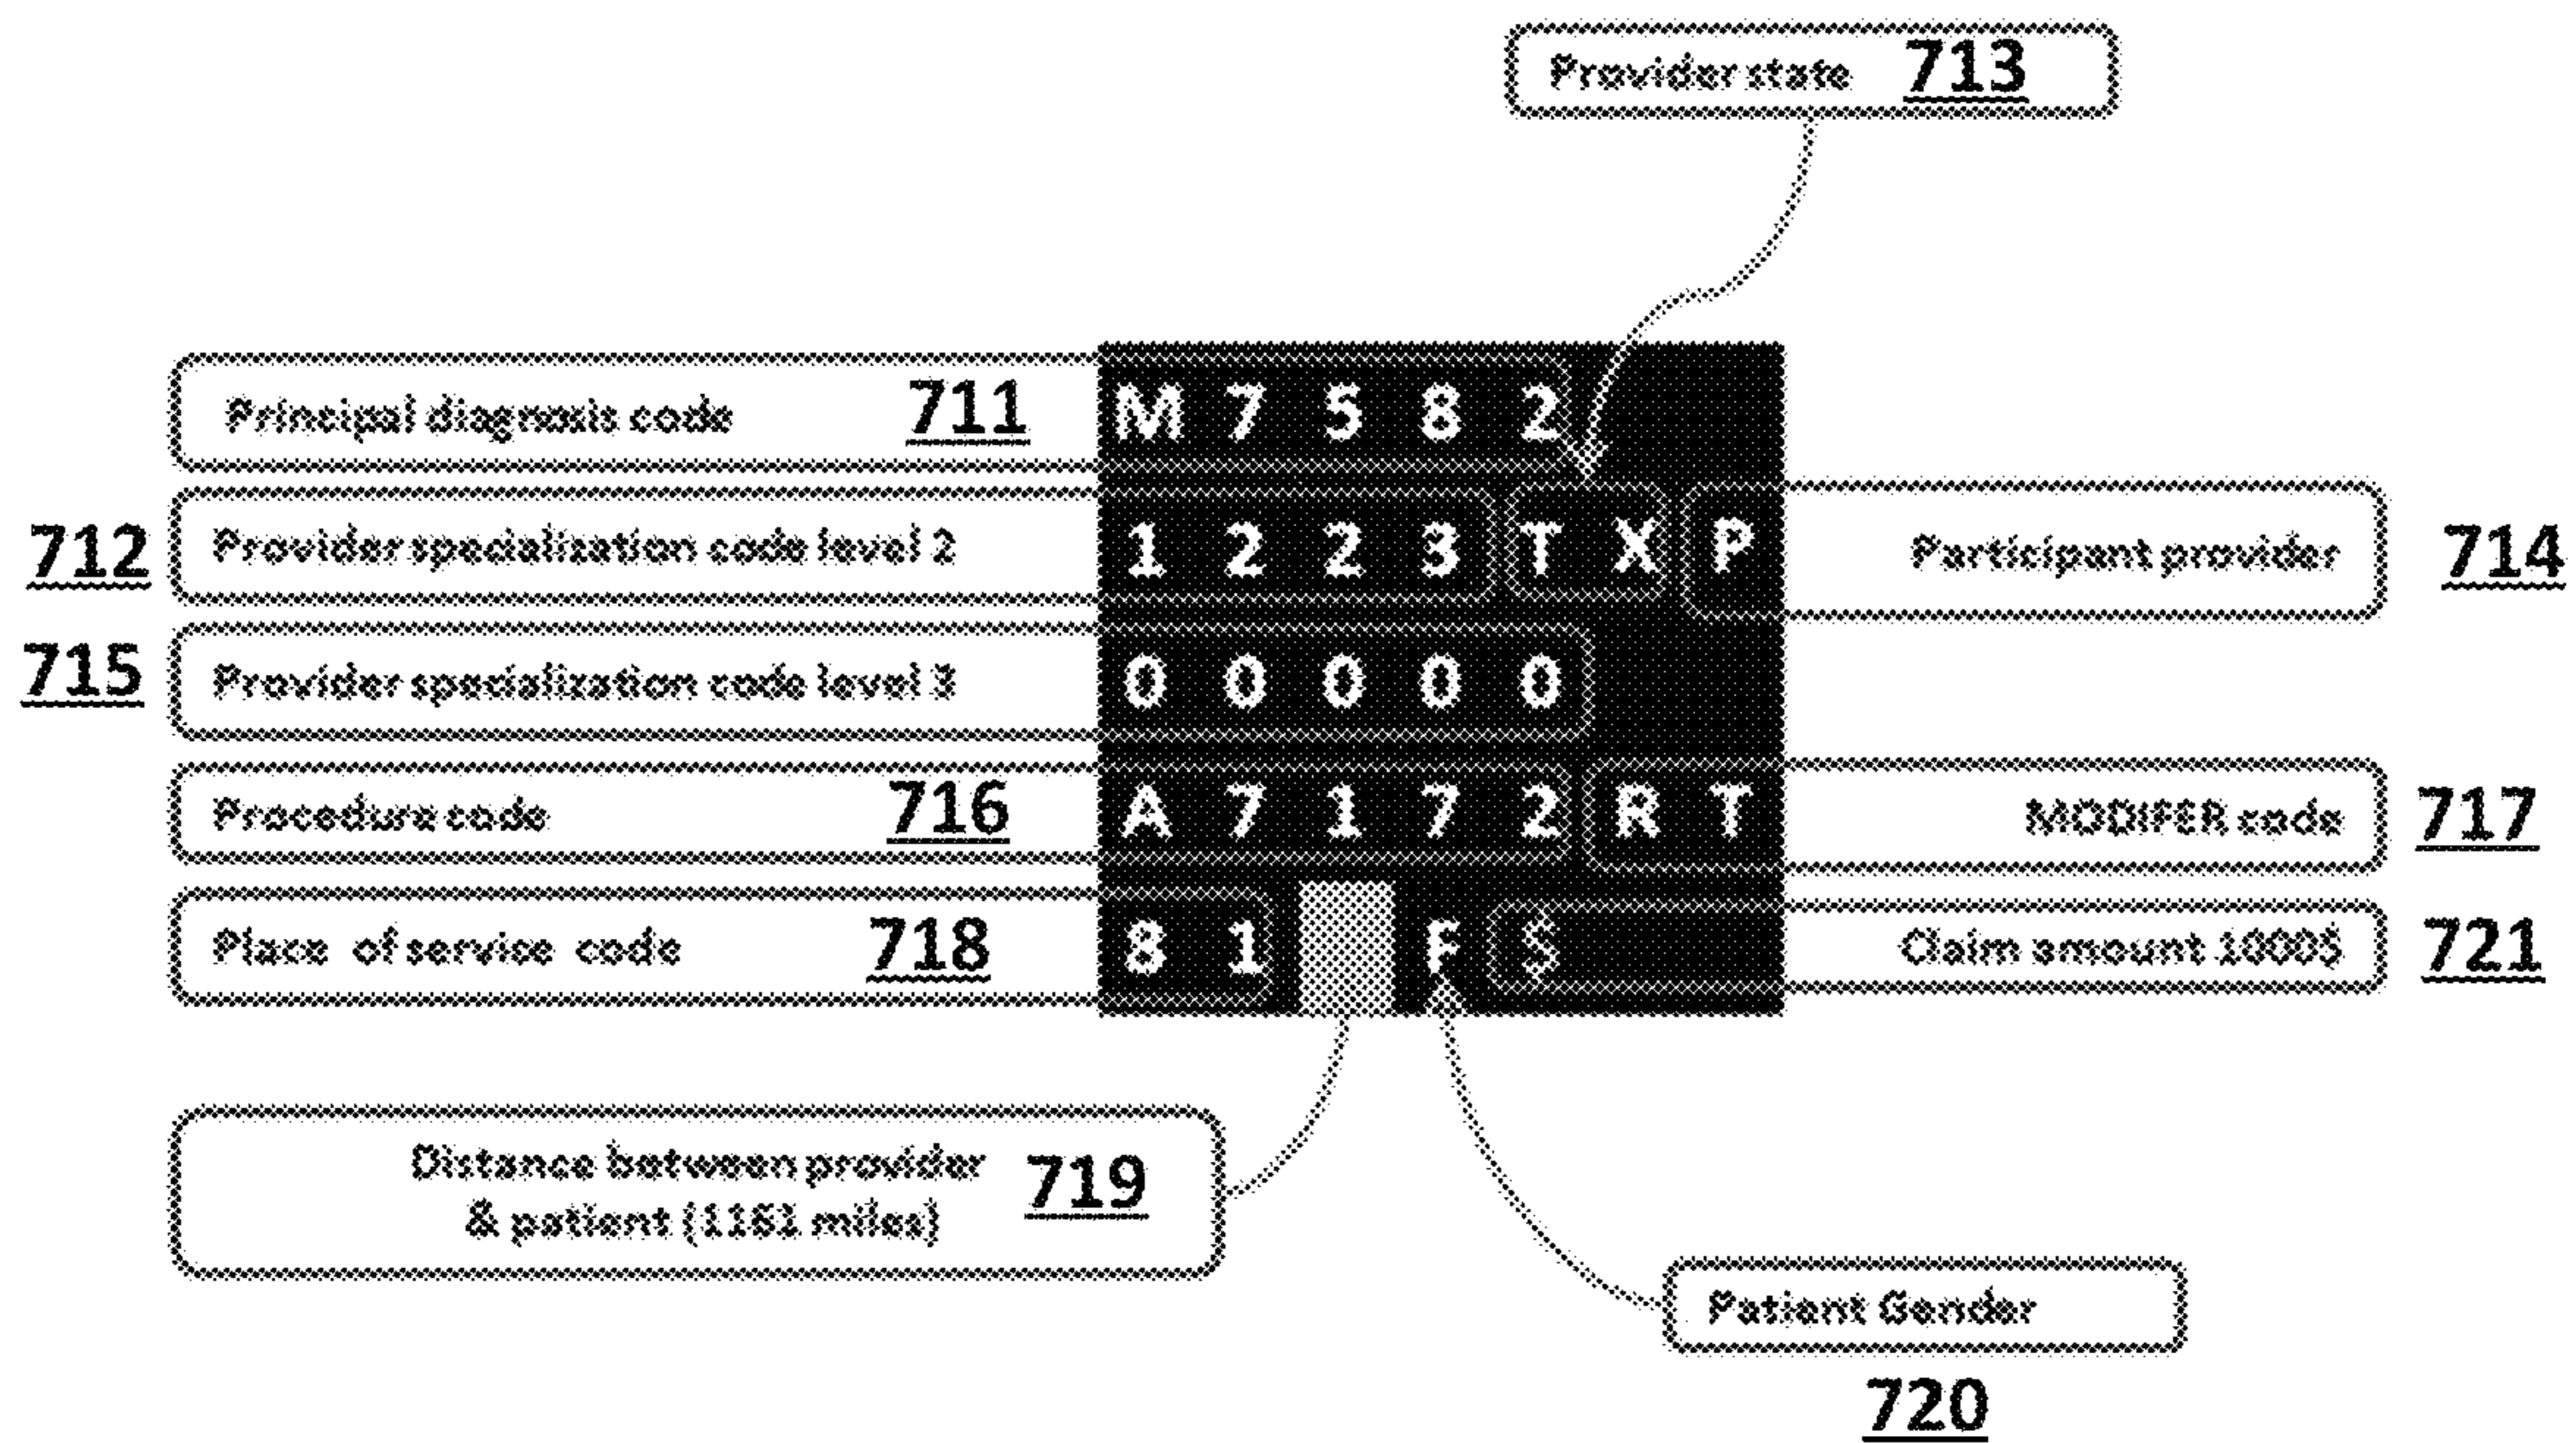 Provider state 713
Principal diagnosis code 711 M 7 5 8 2
712 Provider specialization code level 2 1 2 2 3 T X P Participant provider 714
715 Provider specialization code level 3 0 0 0 0 0
Procedure code 716 A 7 1 7 2 R T MODIFER code 717
Place of service code 718 8 1 F $ Claim amount 1000$ 721
Distance between provider 719
& patient (1161 miles)
Patient Gender
720